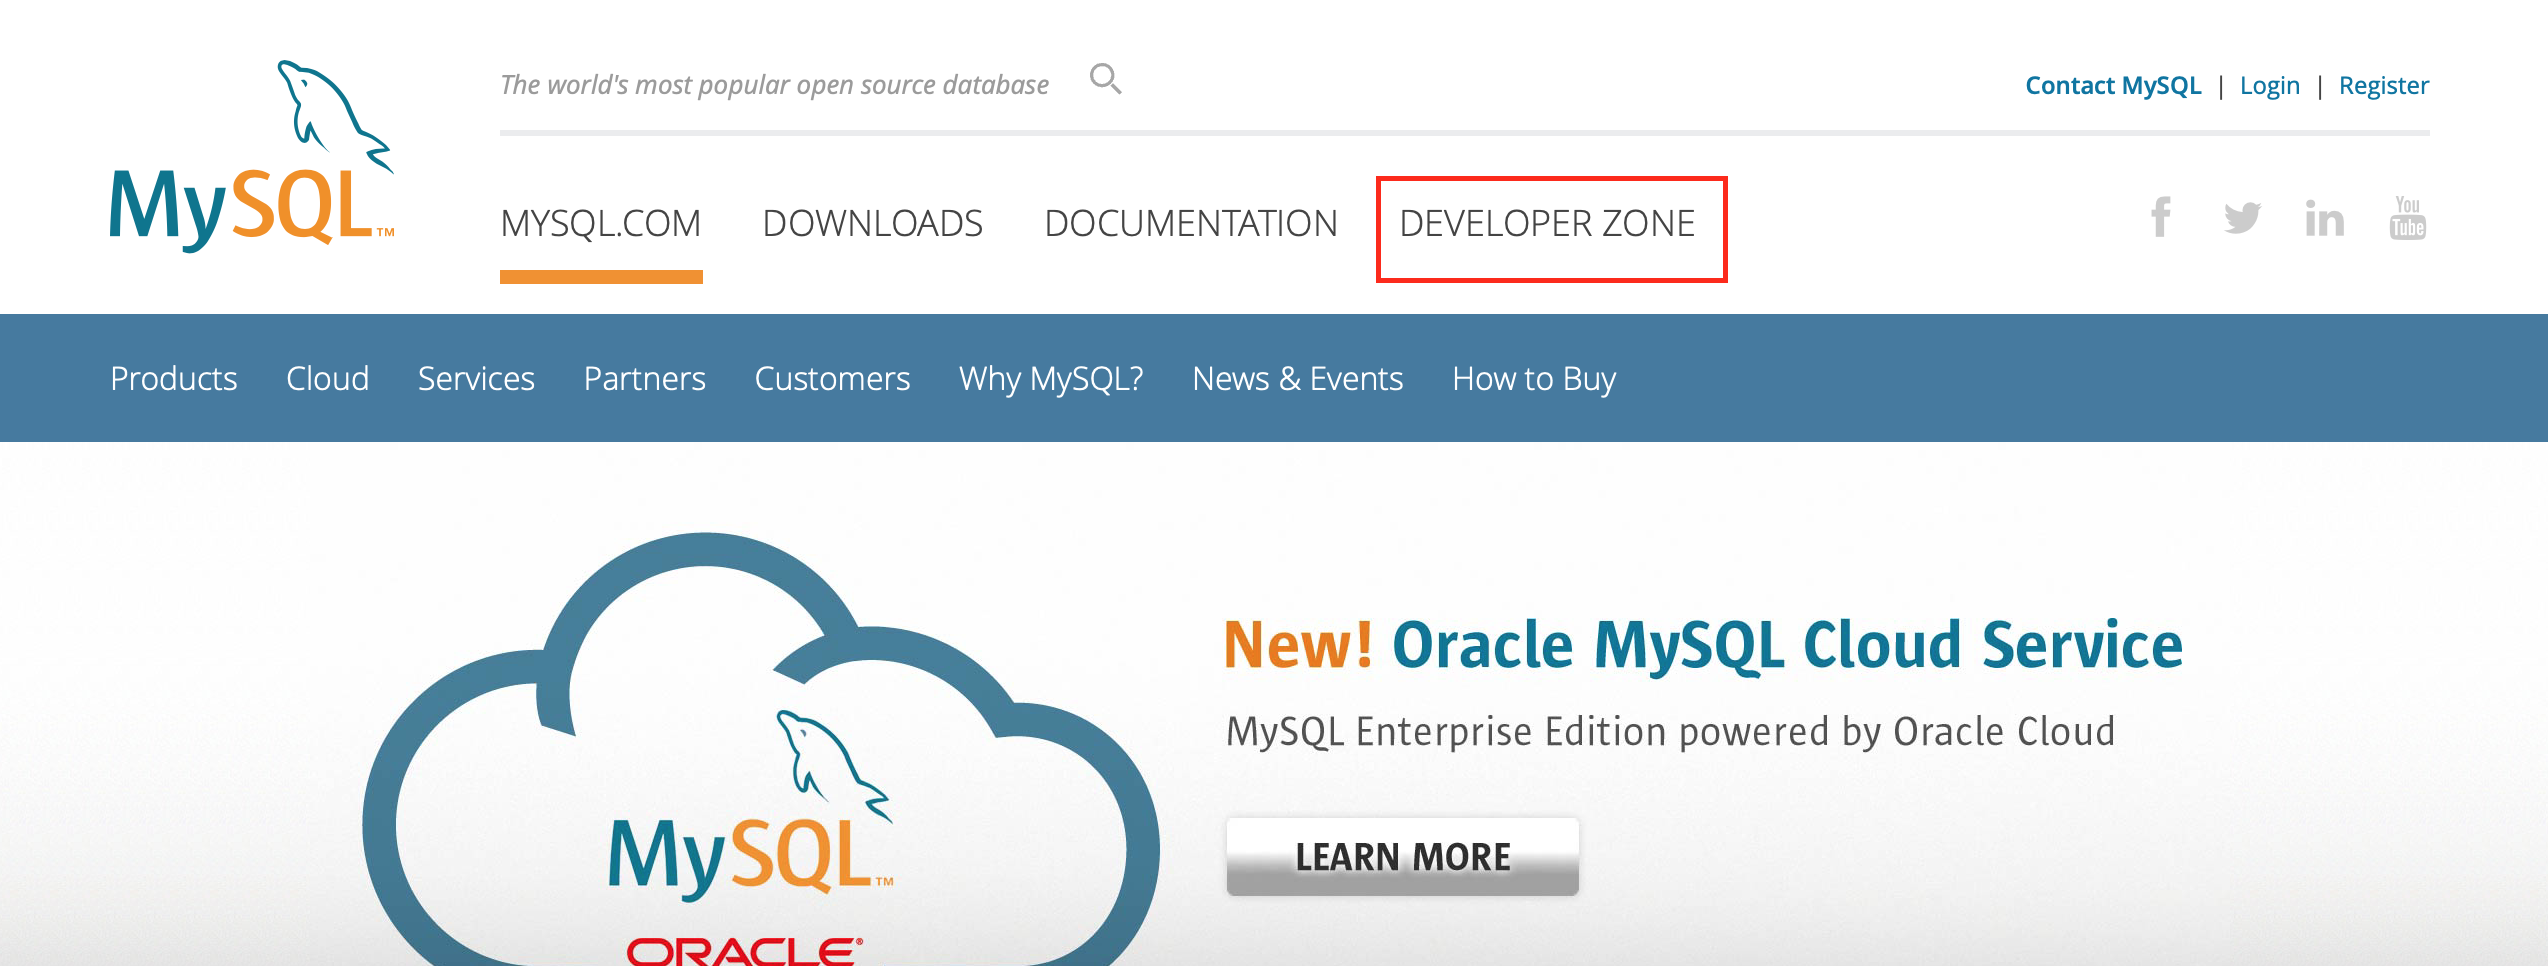 The world's most popular open source database
Contact MySQL | Login | Register
MySQL™
MYSQL.COM DOWNLOADS DOCUMENTATION DEVELOPER ZONE
You Tube
Products Cloud Services Partners Customers Why MySQL? News & Events How to Buy
New! Oracle MySQL Cloud Service
MySQL Enterprise Edition powered by Oracle Cloud
LEARN MORE
MySQL™
ORACLE®